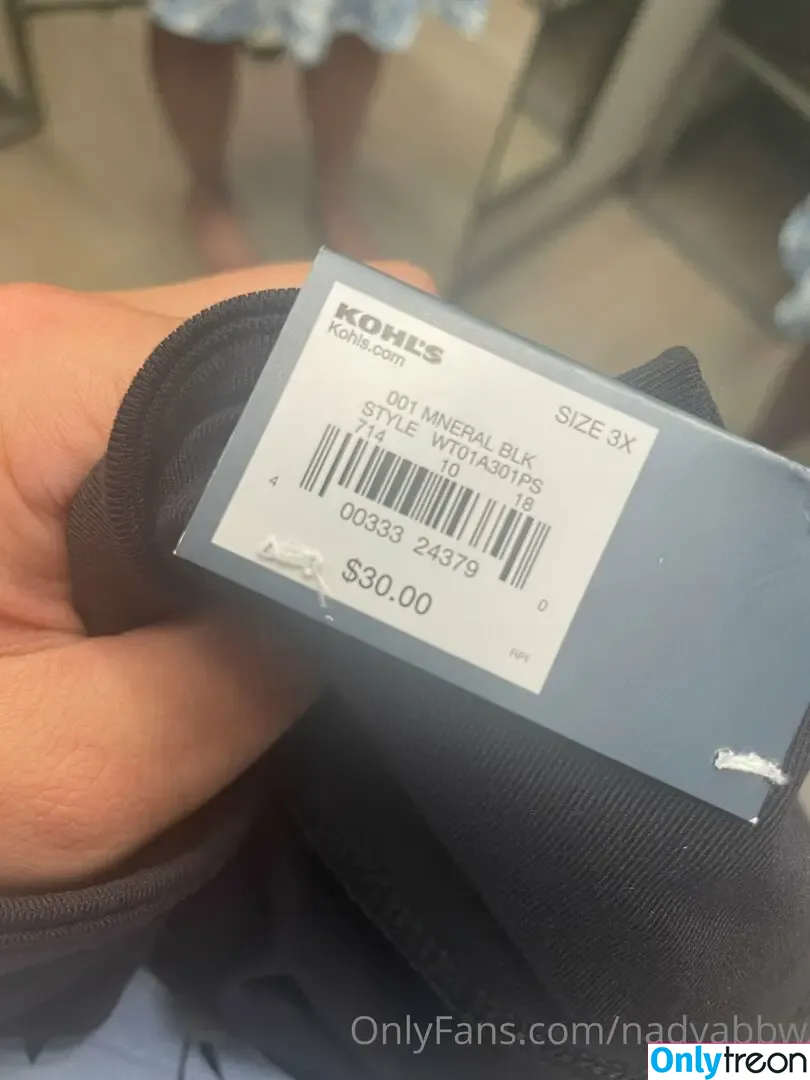 KOHL'S
Kohls.com
SIZE 3X
001 MNERAL BLK
STYLE WT01A301PS
714 10 18
4 00333 24379 0
$30.00
OnlyFans.com/nadyabbw
Onlytreon